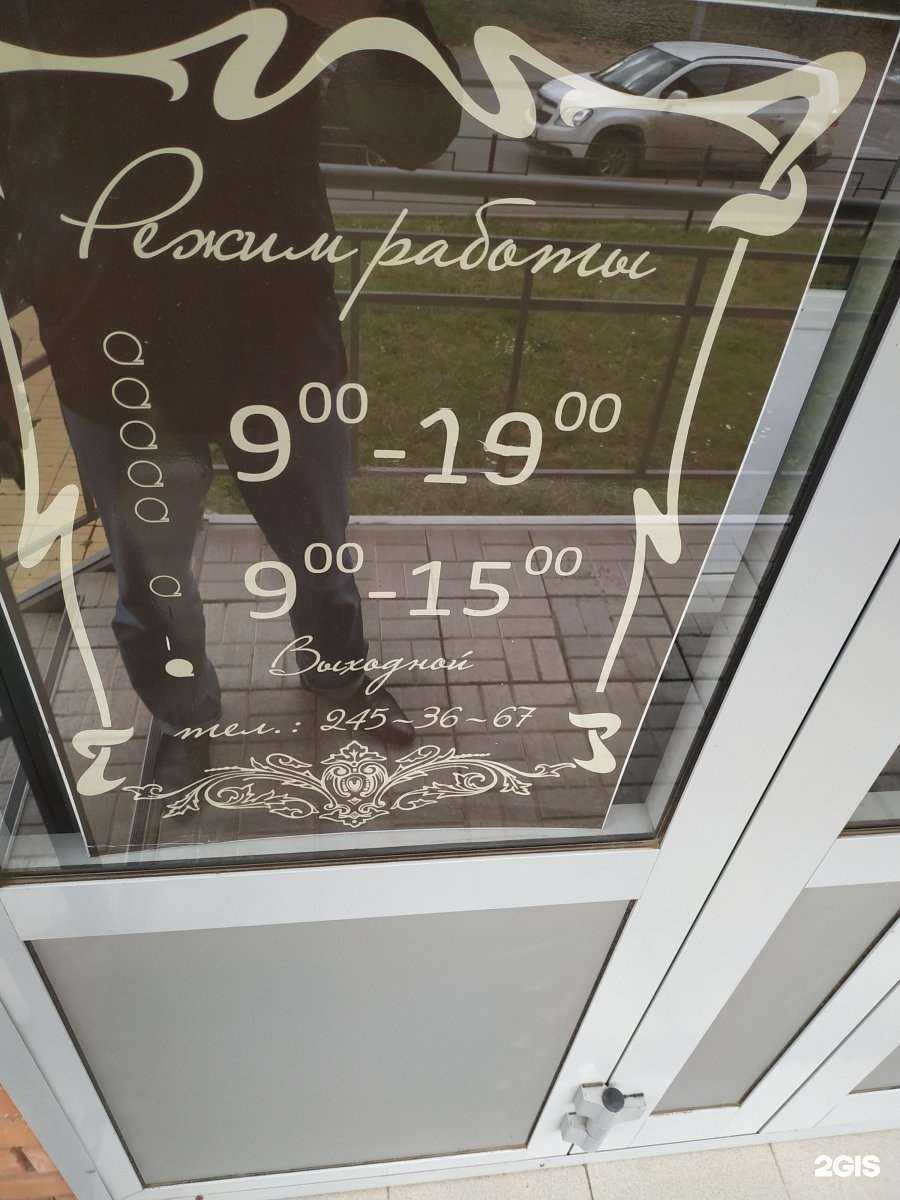 Режим работы
9⁰⁰ - 19⁰⁰
9⁰⁰ - 15⁰⁰
Выходной
тел.: 245~36~67
2GIS